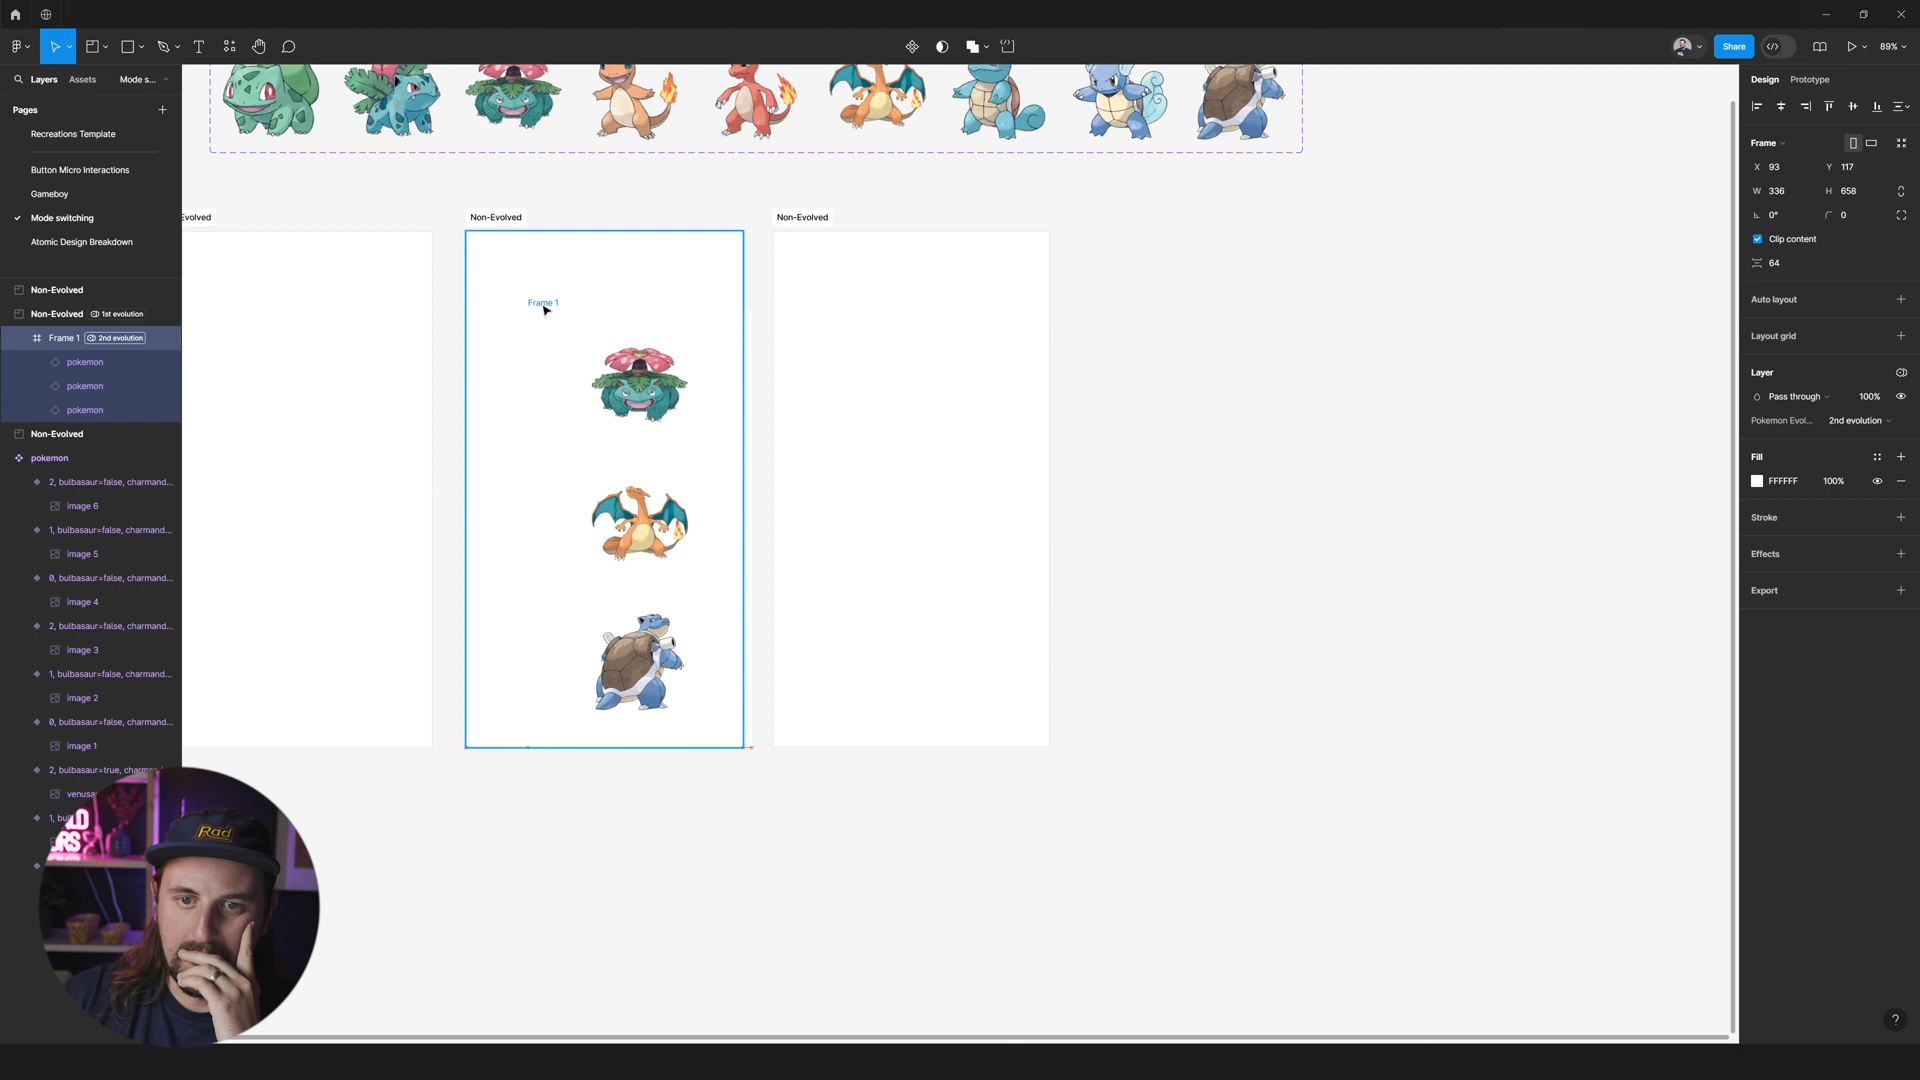 89%
Share
Layers
Assets
Mode s...
Pages
Recreations Template
Button Micro Interactions
Gameboy
Mode switching
Atomic Design Breakdown
Non-Evolved
Non-Evolved
1st evolution
Frame 1
2nd evolution
pokemon
pokemon
pokemon
Non-Evolved
pokemon
2, bulbasaur=false, charmand...
image 6
1, bulbasaur=false, charmand...
image 5
0, bulbasaur=false, charmand...
image 4
2, bulbasaur=false, charmand...
image 3
1, bulbasaur=false, charmand...
image 2
0, bulbasaur=false, charmand...
image 1
2, bulbasaur=true,
Rad
Evolved
Non-Evolved
Non-Evolved
Frame 1
Design
Prototype
Frame
X 93
Y 117
W 336
H 658
0°
0
Clip content
64
Auto layout
Layout grid
Layer
Pass through
100%
Pokemon Evol...
2nd evolution
Fill
FFFFFF
100%
Stroke
Effects
Export
?